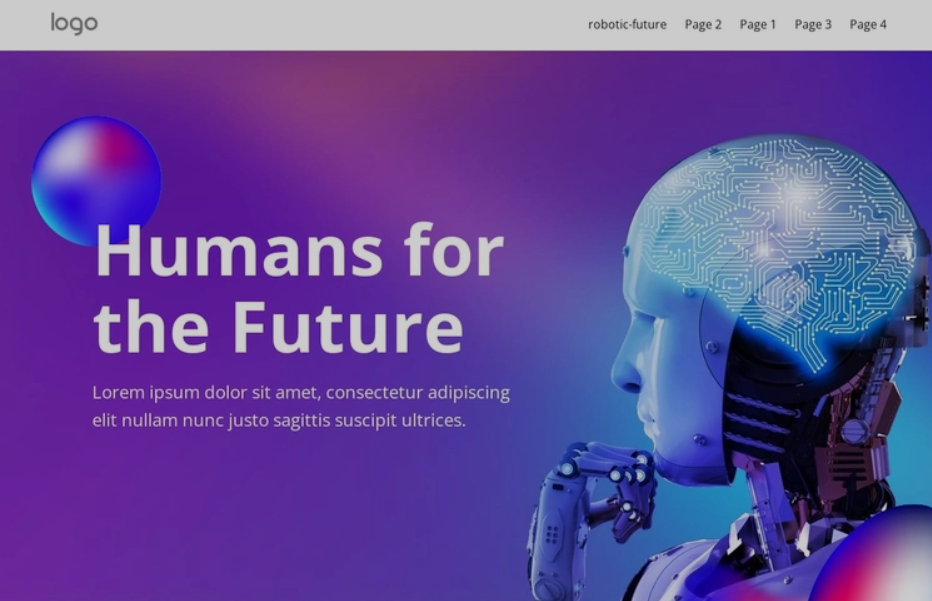 logo
robotic-future Page 2 Page 1 Page 3 Page 4
Humans for
the Future
Lorem ipsum dolor sit amet, consectetur adipiscing
elit nullam nunc justo sagittis suscipit ultrices.